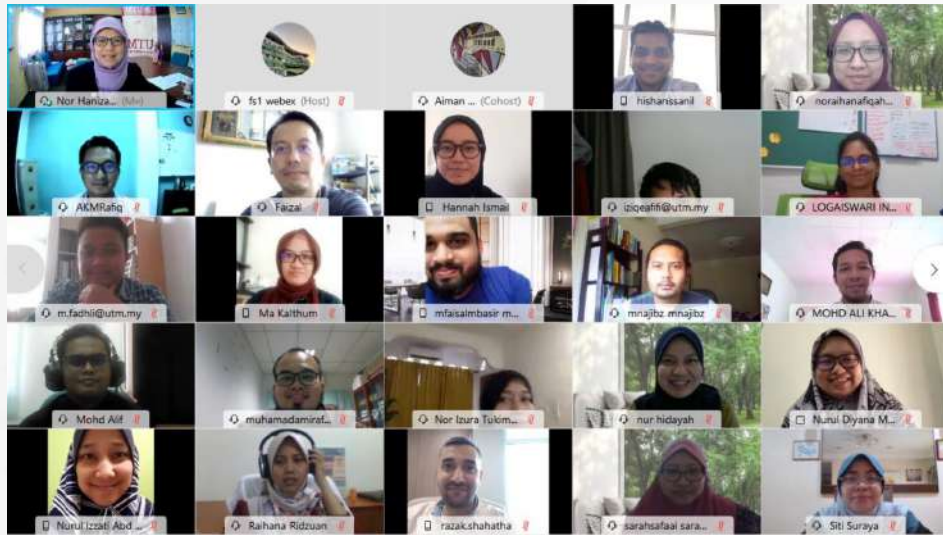 UTM
Nor Haniza... (Me)
fs1 webex (Host)
Aiman ... (Cohost)
hishamssanil
noraihanafiqah...
AKMRafiq
Faizal
Hannah Ismail
iziqeafifi@utm.my
LOGAISWARI IN...
m.fadhli@utm.my
Ma Kalthum
mfaisalmbasir m...
mnajibz mnajibz
MOHD ALI KHA...
Mohd Alif
muhamadamiraf...
Nor Izura Tukim...
nur hidayah
Nurul Diyana M...
Nurul Izzati Abd ...
Raihana Ridzuan
razak.shahatha
sarahsafaai sara...
Siti Suraya